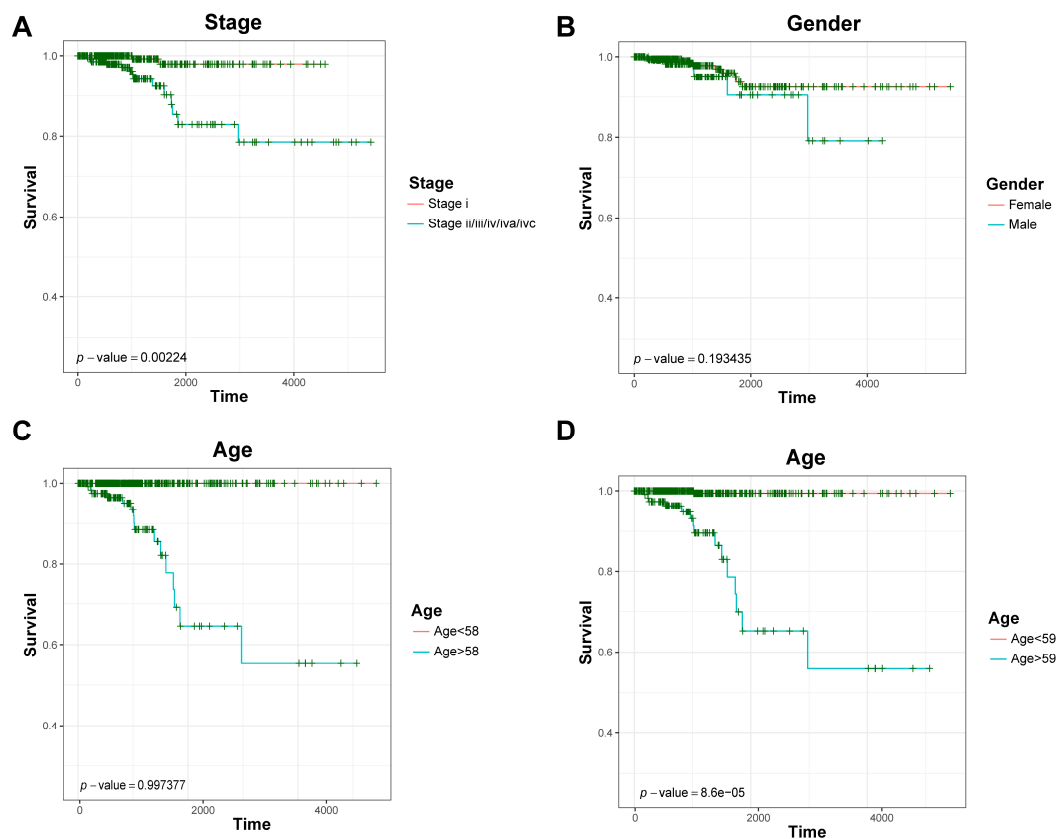 A
Stage
Survival
1.0
0.8
0.6
0.4
p − value = 0.00224
0
2000
4000
Time
Stage
Stage i
Stage ii/iii/iv/iva/ivc
B
Gender
Survival
1.0
0.8
0.6
0.4
p − value = 0.193435
0
2000
4000
Time
Gender
Female
Male
C
Age
Survival
1.0
0.8
0.6
0.4
p − value = 0.997377
0
2000
4000
Time
Age
Age<58
Age>58
D
Age
Survival
1.0
0.8
0.6
0.4
p − value = 8.6e−05
0
2000
4000
Time
Age
Age<59
Age>59